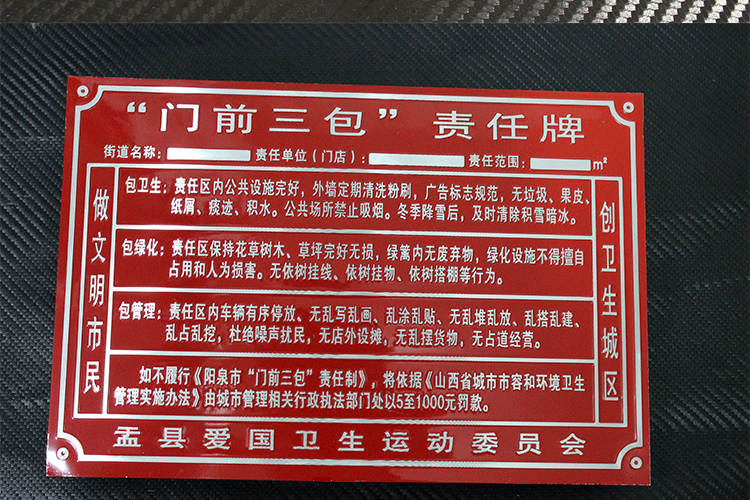 “门前三包”责任牌
街道名称： 责任单位（门店）： 责任范围： m²
做文明市民
包卫生：责任区内公共设施完好，外墙定期清洗粉刷，广告标志规范，无垃圾、果皮、
纸屑、痰迹、积水。公共场所禁止吸烟。冬季降雪后，及时清除积雪暗冰。
包绿化：责任区保持花草树木、草坪完好无损，绿篱内无废弃物，绿化设施不得擅自
占用和人为损害。无依树挂线、依树挂物、依树搭棚等行为。
包管理：责任区内车辆有序停放、无乱写乱画、乱涂乱贴、无乱堆乱放、乱搭乱建、
乱占乱挖，杜绝噪声扰民，无店外设摊，无乱摆货物，无占道经营。
如不履行《阳泉市“门前三包”责任制》，将依据《山西省城市市容和环境卫生
管理实施办法》由城市管理相关行政执法部门处以5至1000元罚款。
创卫生城区
盂县爱国卫生运动委员会